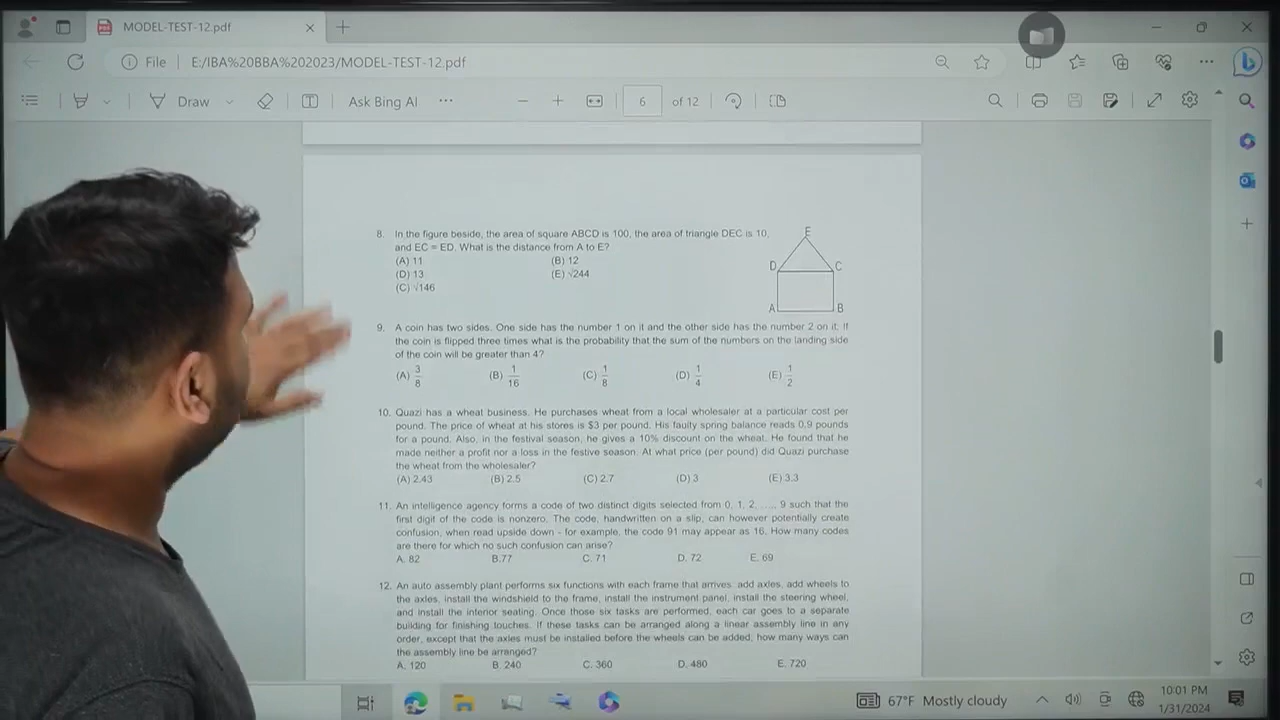 MODEL-TEST-12.pdf
File E:/IBA%20BBA%202023/MODEL-TEST-12.pdf
Draw Ask Bing AI 6 of 12
8. In the figure beside, the area of square ABCD is 100, the area of triangle DEC is 10,
and EC = ED. What is the distance from A to E?
(A) 11 (B) 12
(D) 13 (E) √244
(C) √146
E
D C
A B
9. A coin has two sides. One side has the number 1 on it and the other side has the number 2 on it. If
the coin is flipped three times what is the probability that the sum of the numbers on the landing side
of the coin will be greater than 4?
(A) 3/8 (B) 1/16 (C) 1/8 (D) 1/4 (E) 1/2
10. Quazi has a wheat business. He purchases wheat from a local wholesaler at a particular cost per
pound. The price of wheat at his stores is $3 per pound. His faulty spring balance reads 0.9 pounds
for a pound. Also, in the festival season, he gives a 10% discount on the wheat. He found that he
made neither a profit nor a loss in the festive season. At what price (per pound) did Quazi purchase
the wheat from the wholesaler?
(A) 2.43 (B) 2.5 (C) 2.7 (D) 3 (E) 3.3
11. An intelligence agency forms a code of two distinct digits selected from 0, 1, 2, ...., 9 such that the
first digit of the code is nonzero. The code, handwritten on a slip, can however potentially create
confusion, when read upside down - for example, the code 91 may appear as 16. How many codes
are there for which no such confusion can arise?
A. 82 B.77 C. 71 D. 72 E. 69
12. An auto assembly plant performs six functions with each frame that arrives: add axles, add wheels to
the axles, install the windshield to the frame, install the instrument panel, install the steering wheel,
and install the interior seating. Once those six tasks are performed, each car goes to a separate
building for finishing touches. If these tasks can be arranged along a linear assembly line in any
order, except that the axles must be installed before the wheels can be added, how many ways can
the assembly line be arranged?
A. 120 B. 240 C. 360 D. 480 E. 720
67°F Mostly cloudy
10:01 PM
1/31/2024